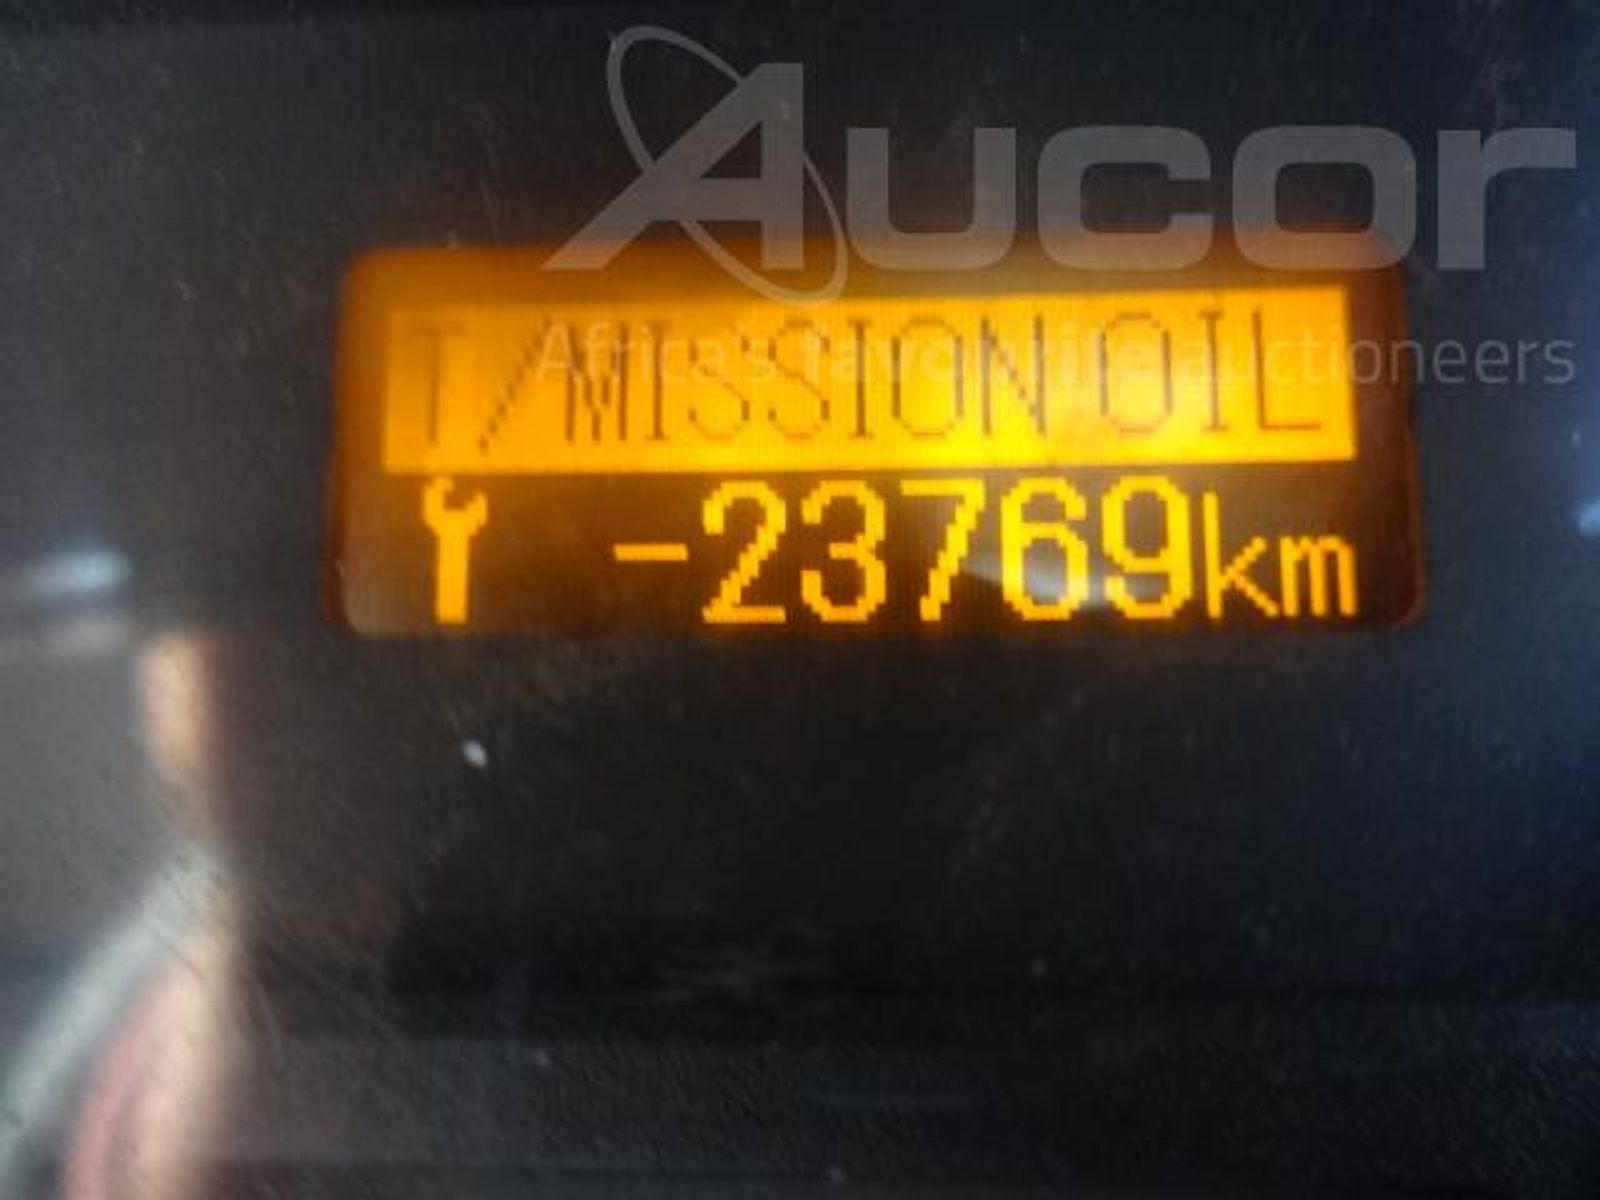 Aucor
Africa's favourite auctioneers
T/MISSION OIL
-23769km